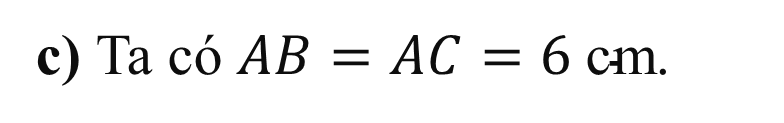 c) Ta có AB = AC = 6 cm.